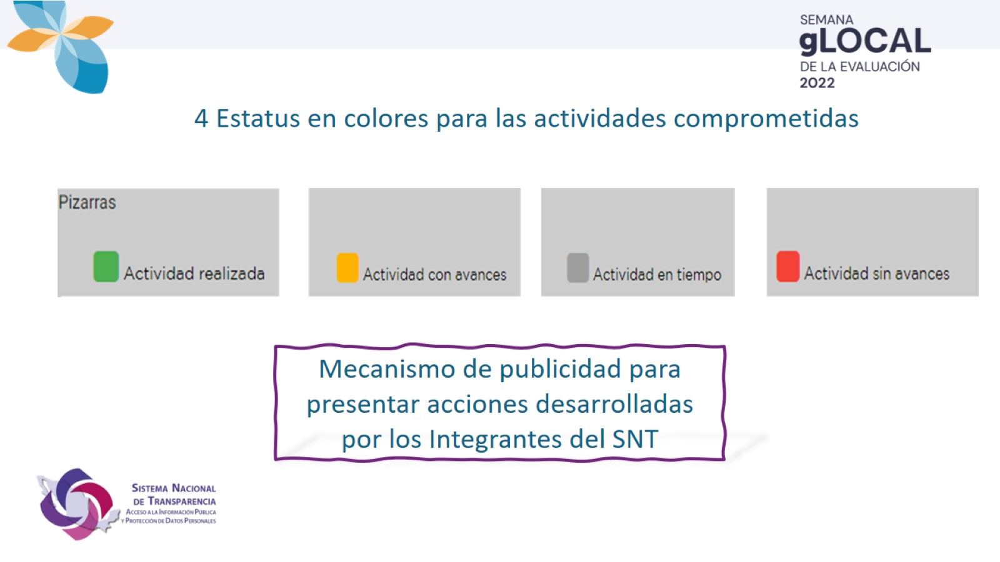 SEMANA
gLOCAL
DE LA EVALUACIÓN
2022
4 Estatus en colores para las actividades comprometidas
Pizarras
Actividad realizada
Actividad con avances
Actividad en tiempo
Actividad sin avances
Mecanismo de publicidad para
presentar acciones desarrolladas
por los Integrantes del SNT
SISTEMA NACIONAL
DE TRANSPARENCIA
ACCESO A LA INFORMACIÓN PÚBLICA
Y PROTECCIÓN DE DATOS PERSONALES